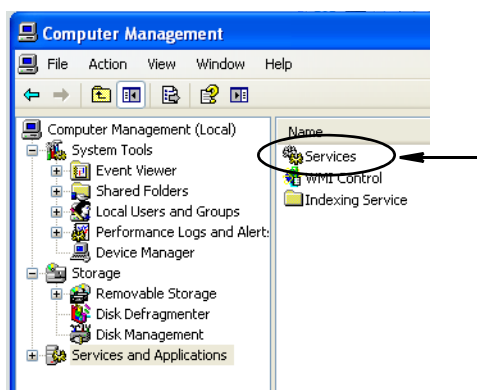 Computer Management
File Action View Window Help
Computer Management (Local)
System Tools
Event Viewer
Shared Folders
Local Users and Groups
Performance Logs and Alert:
Device Manager
Storage
Removable Storage
Disk Defragmenter
Disk Management
Services and Applications
Name
Services
WMI Control
Indexing Service